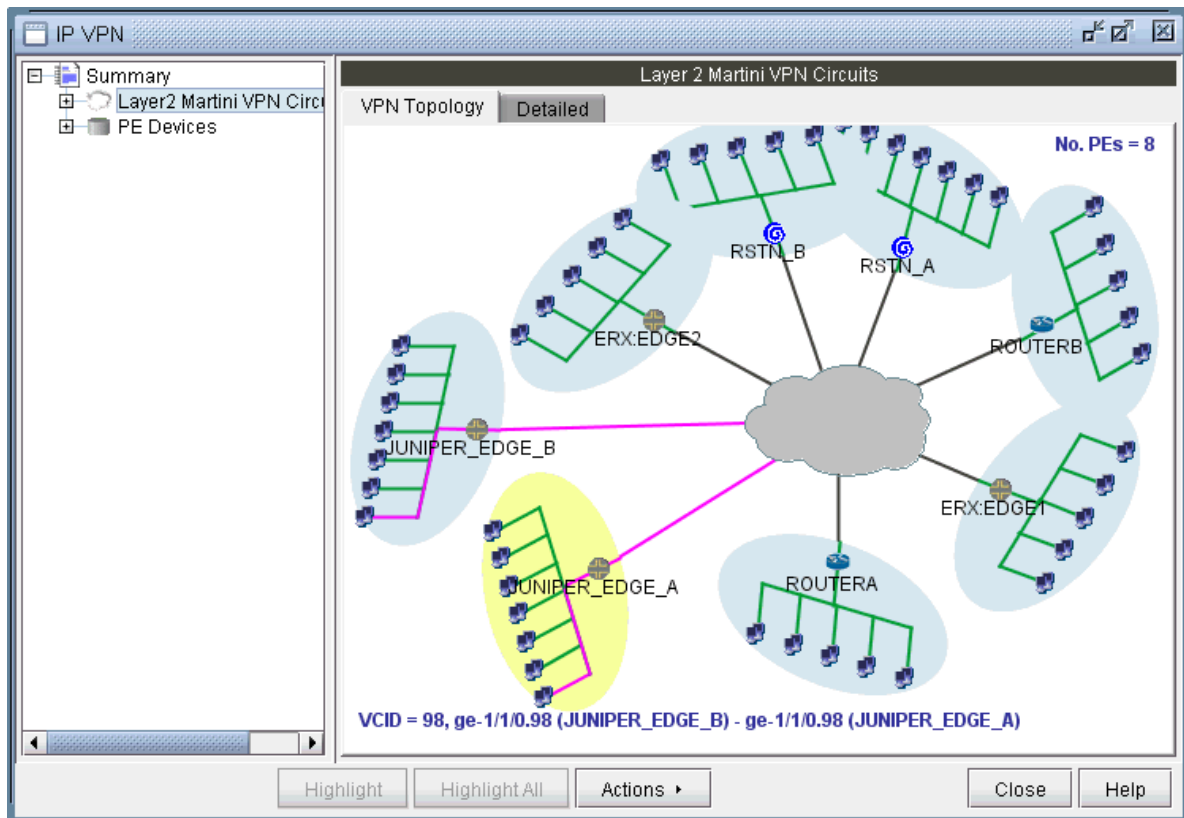 IP VPN
Summary
Layer2 Martini VPN Circu
PE Devices
Layer 2 Martini VPN Circuits
VPN Topology
Detailed
No. PEs = 8
RSTN_B
RSTN_A
ERX:EDGE2
ROUTERB
JUNIPER_EDGE_B
ERX:EDGE1
JUNIPER_EDGE_A
ROUTERA
VCID = 98, ge-1/1/0.98 (JUNIPER_EDGE_B) - ge-1/1/0.98 (JUNIPER_EDGE_A)
Highlight
Highlight All
Actions
Close
Help